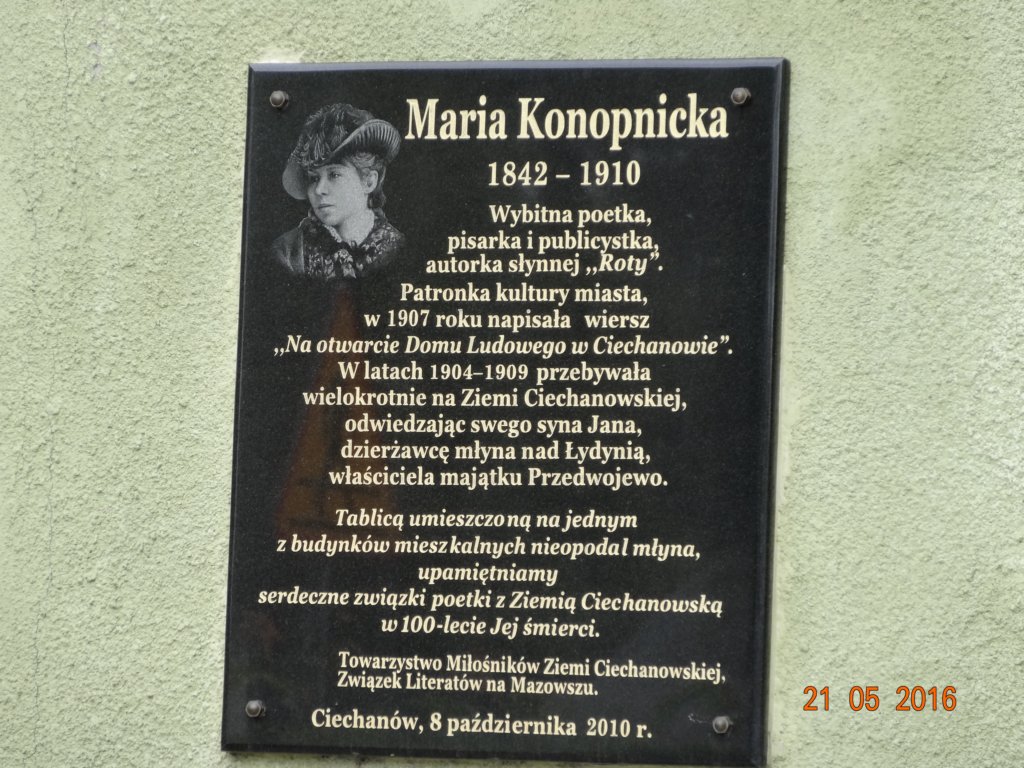 Maria Konopnicka
1842 – 1910
Wybitna poetka,
pisarka i publicystka,
autorka słynnej ,,Roty”.
Patronka kultury miasta,
w 1907 roku napisała wiersz
,,Na otwarcie Domu Ludowego w Ciechanowie”.
W latach 1904–1909 przebywała
wielokrotnie na Ziemi Ciechanowskiej,
odwiedzając swego syna Jana,
dzierżawcę młyna nad Łydynią,
właściciela majątku Przedwojewo.
Tablicą umieszczoną na jednym
z budynków mieszkalnych nieopodal młyna,
upamiętniamy
serdeczne związki poetki z Ziemią Ciechanowską
w 100-lecie Jej śmierci.
Towarzystwo Miłośników Ziemi Ciechanowskiej,
Związek Literatów na Mazowszu.
Ciechanów, 8 października 2010 r.
21 05 2016